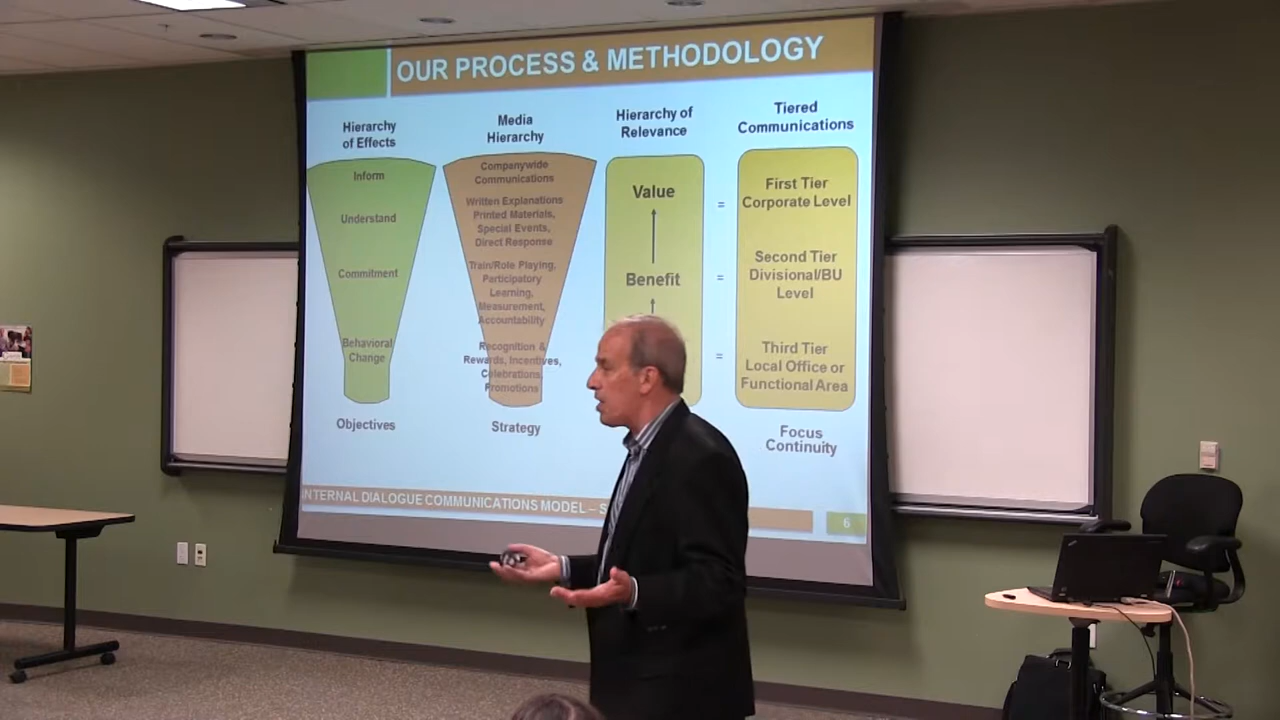 OUR PROCESS & METHODOLOGY
Hierarchy
of Effects
Inform
Understand
Commitment
Behavioral
Change
Objectives
Media
Hierarchy
Companywide
Communications
Written Explanations
Printed Materials,
Special Events,
Direct Response
Train/Role Playing,
Participatory
Learning,
Measurement,
Accountability
Recognition &
Rewards, Incentives,
Celebrations,
Promotions
Strategy
Hierarchy of
Relevance
Value
Benefit
=
=
=
Tiered
Communications
First Tier
Corporate Level
Second Tier
Divisional/BU
Level
Third Tier
Local Office or
Functional Area
Focus
Continuity
INTERNAL DIALOGUE COMMUNICATIONS MODEL – S
6